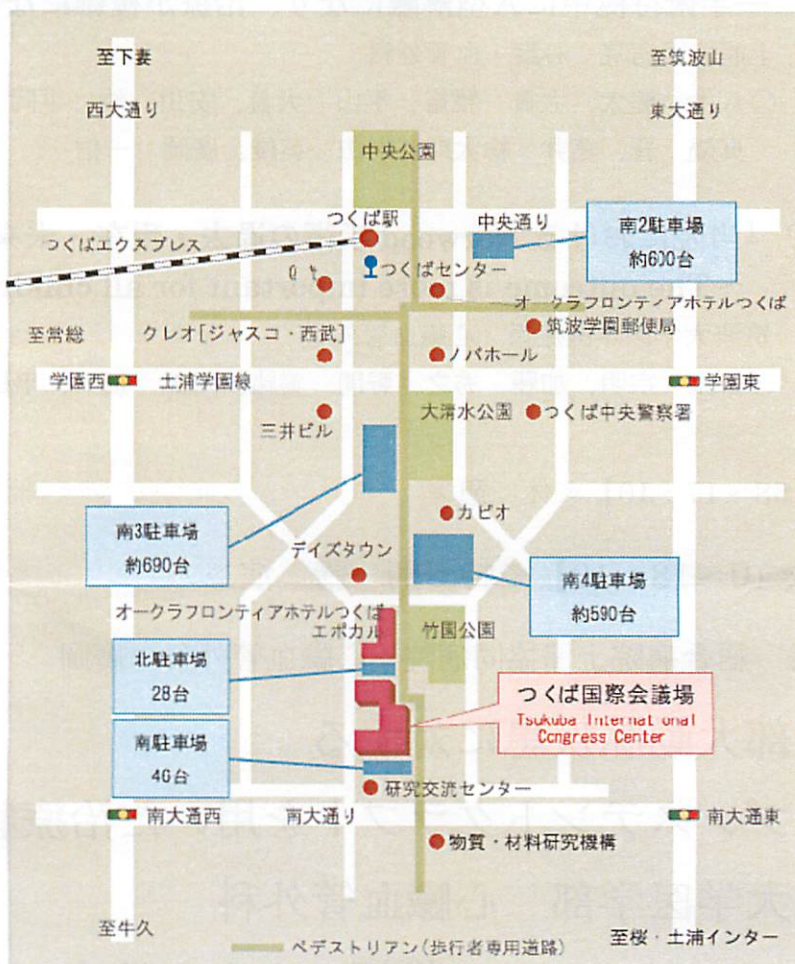 至下妻
至筑波山
西大通り
東大通り
中央公園
つくば駅
中央通り
南2駐車場
約600台
つくばエクスプレス
つくばセンター
Q't
オークラフロンティアホテルつくば
筑波学園郵便局
至常総
クレオ[ジャスコ・西武]
ノバホール
学園西
土浦学園線
学園東
大清水公園
つくば中央警察署
三井ビル
カピオ
南3駐車場
約690台
デイズタウン
南4駐車場
約590台
オークラフロンティアホテルつくば
エポカル
竹園公園
北駐車場
28台
つくば国際会議場
Tsukuba International
Congress Center
南駐車場
46台
研究交流センター
南大通西
南大通り
南大通東
物質・材料研究機構
至牛久
至桜・土浦インター
ペデストリアン(歩行者専用道路)